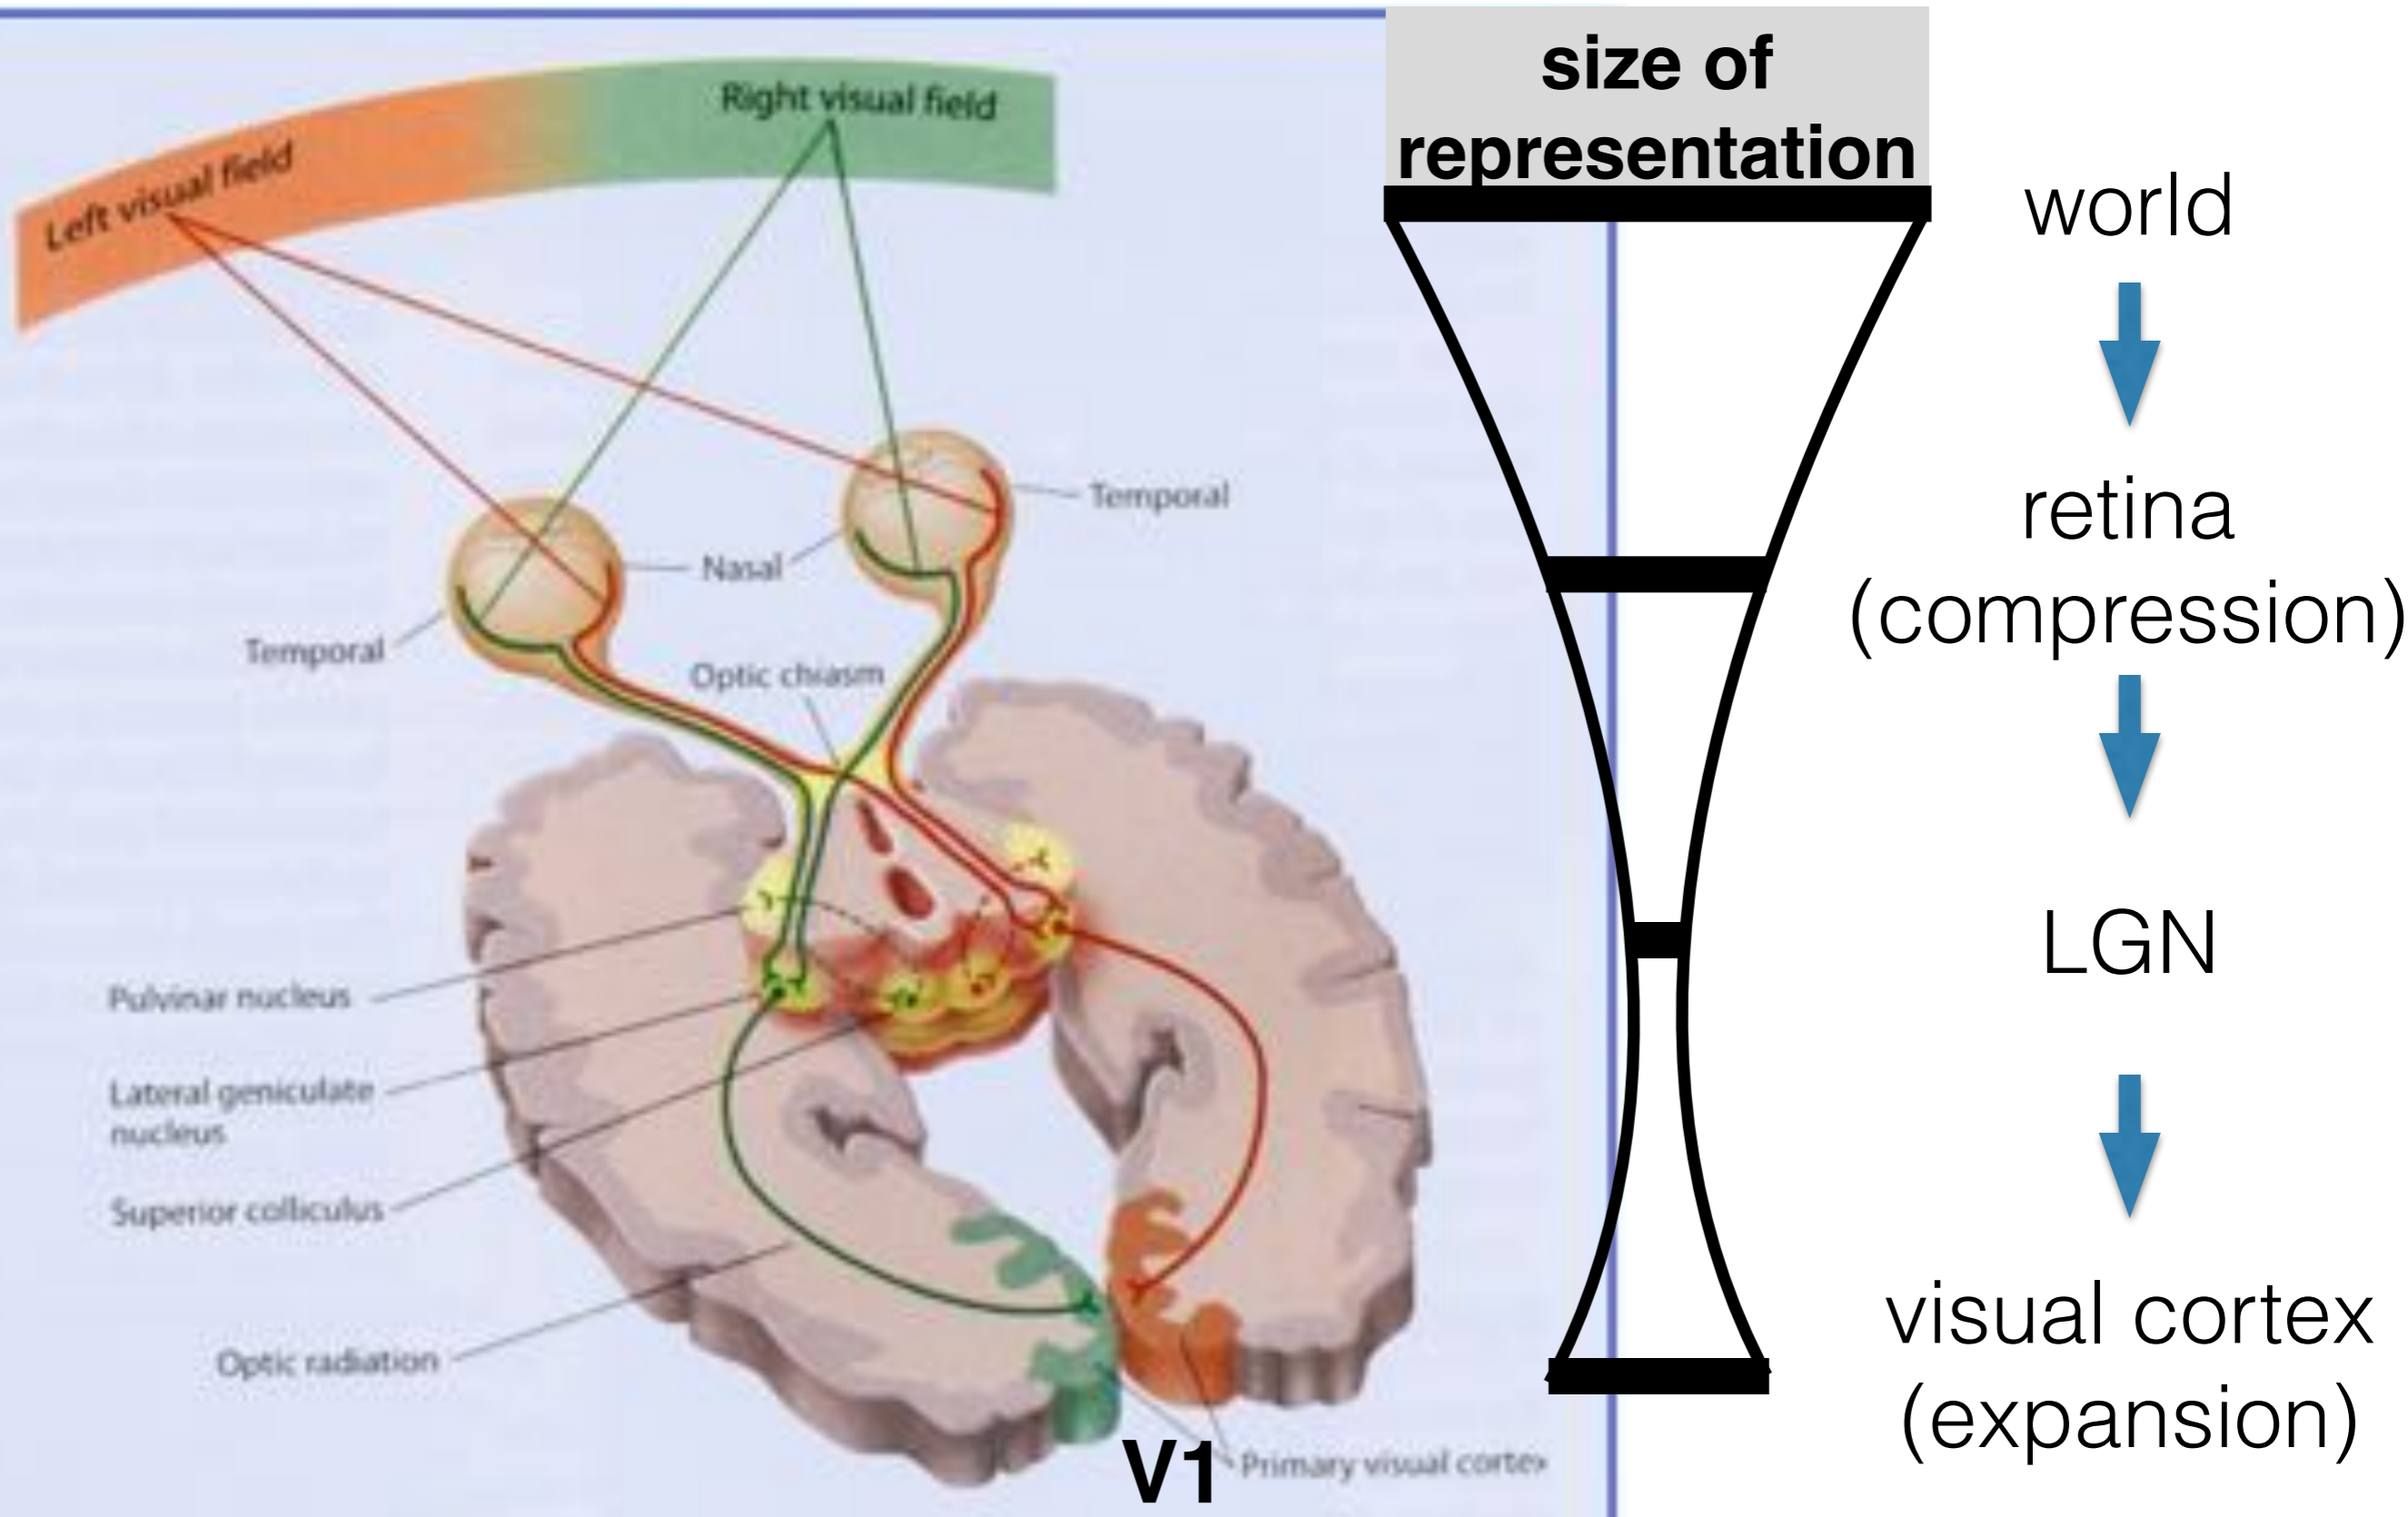 Left visual field
Right visual field
Temporal
Nasal
Temporal
Optic chiasm
Pulvinar nucleus
Lateral geniculate
nucleus
Superior colliculus
Optic radiation
V1
Primary visual cortex
size of
representation
world
retina
(compression)
LGN
visual cortex
(expansion)